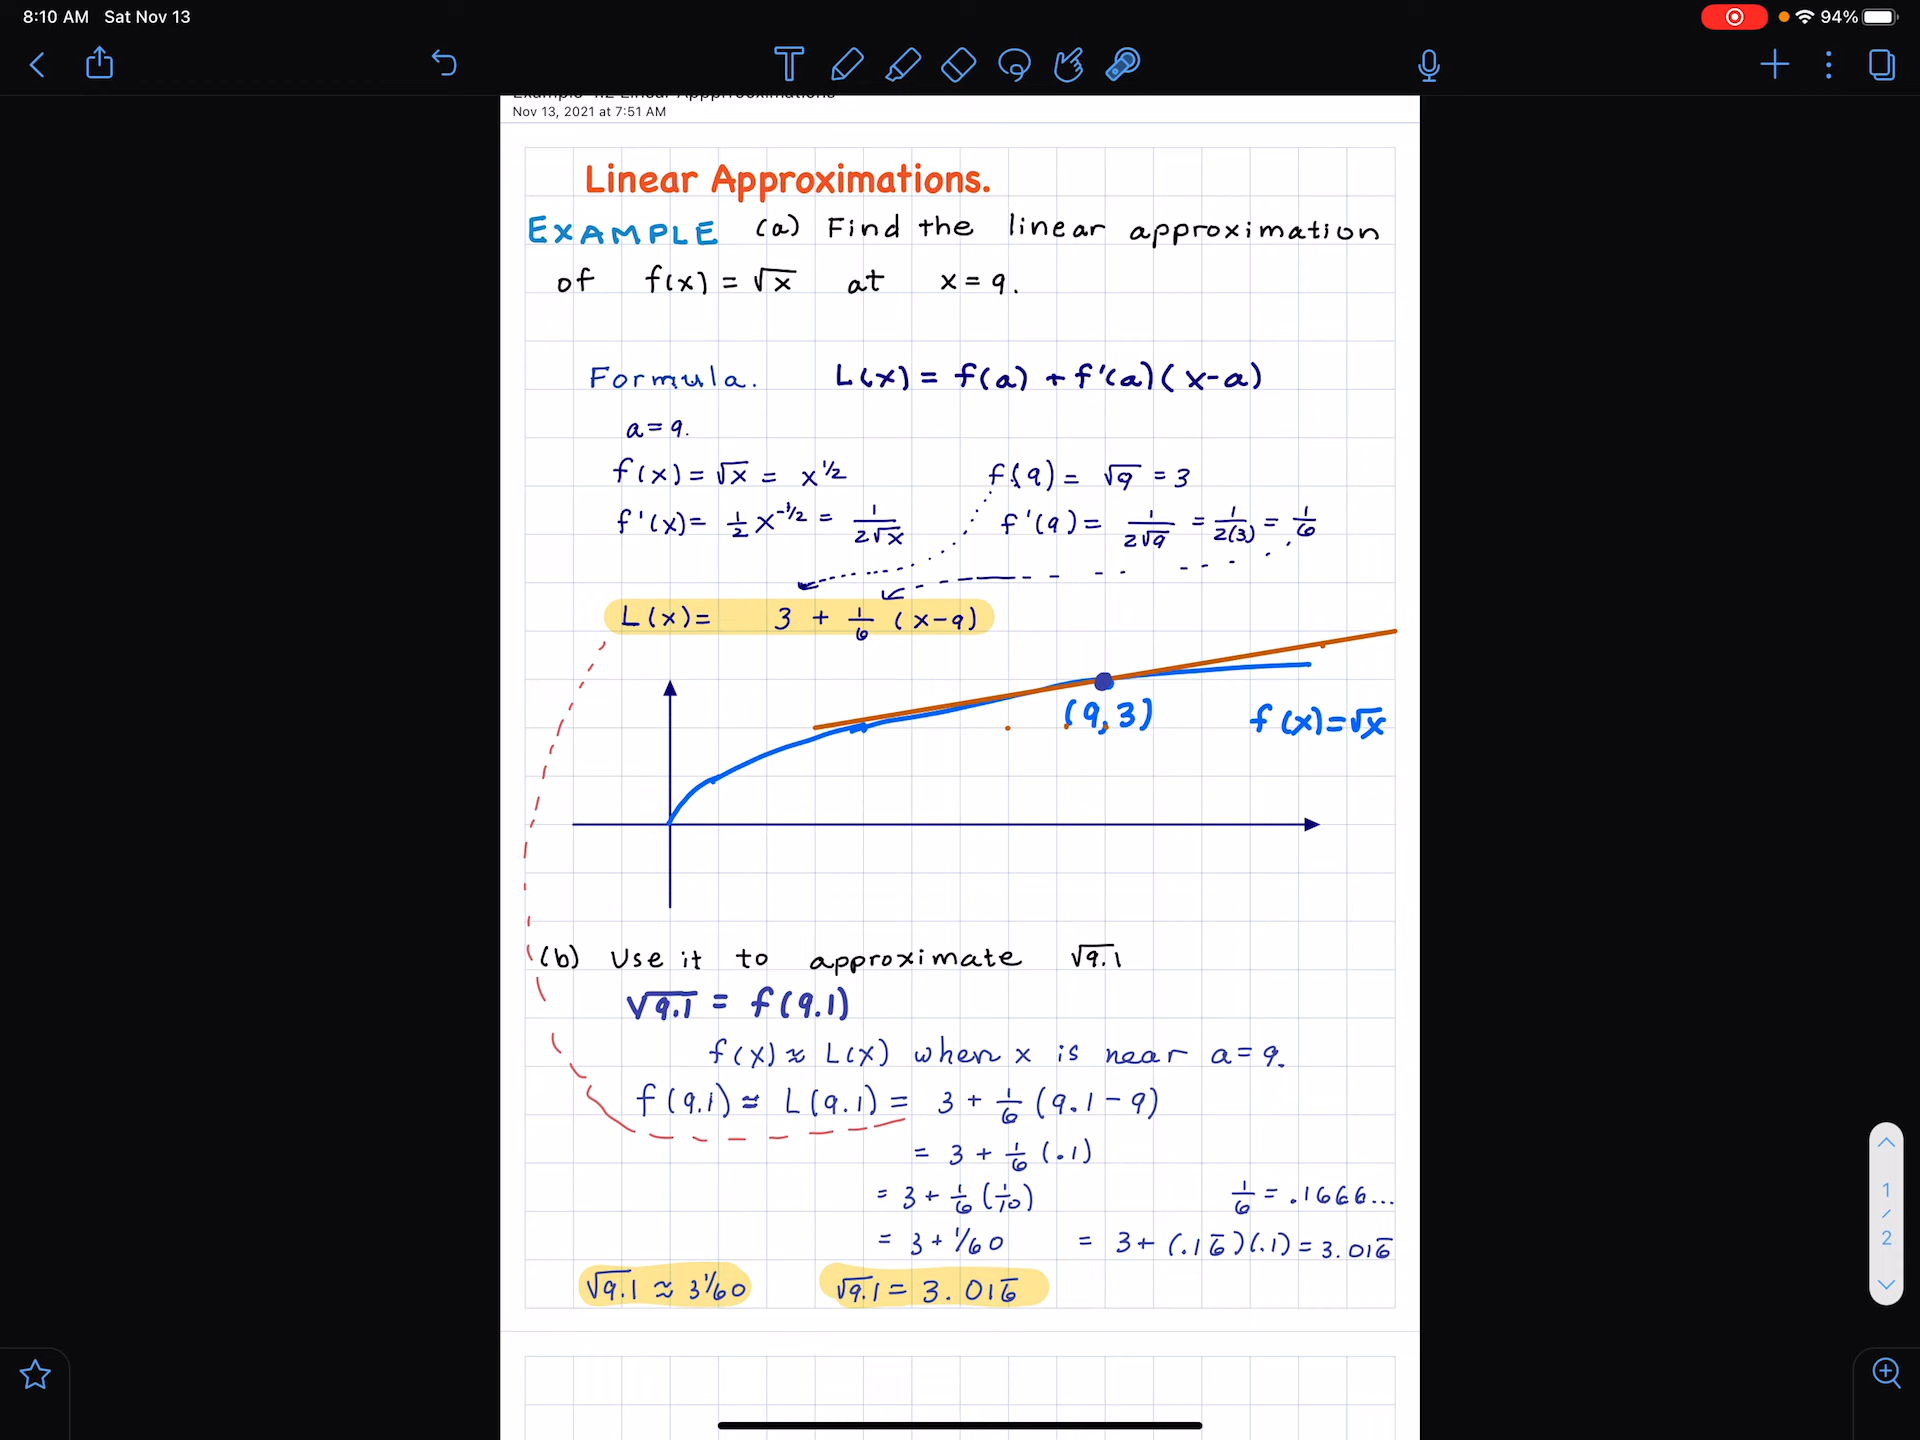 8:10 AM Sat Nov 13
94%
Nov 13, 2021 at 7:51 AM
Linear Approximations.
EXAMPLE (a) Find the linear approximation
of f(x) = √x at x = 9.
Formula. L(x) = f(a) + f'(a)(x-a)
a = 9.
f(x) = √x = x^1/2 f(9) = √9 = 3
f'(x) = 1/2 x^-1/2 = 1/2√x f'(9) = 1/2√9 = 1/2(3) = 1/6
L(x) = 3 + 1/6 (x-9)
(9,3)
f(x)=√x
(b) Use it to approximate √9.1
√9.1 = f(9.1)
f(x) ≈ L(x) when x is near a = 9.
f(9.1) ≈ L(9.1) = 3 + 1/6 (9.1 - 9)
= 3 + 1/6 (.1)
= 3 + 1/6 (1/10) 1/6 = .1666...
= 3 + 1/60 = 3 + (.16̅)(.1) = 3.016̅
√9.1 ≈ 3 1/60 √9.1 = 3.016̅
1
/
2